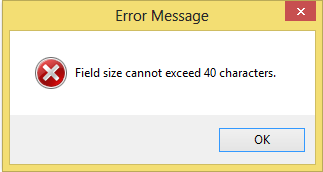 Error Message
Field size cannot exceed 40 characters.
OK